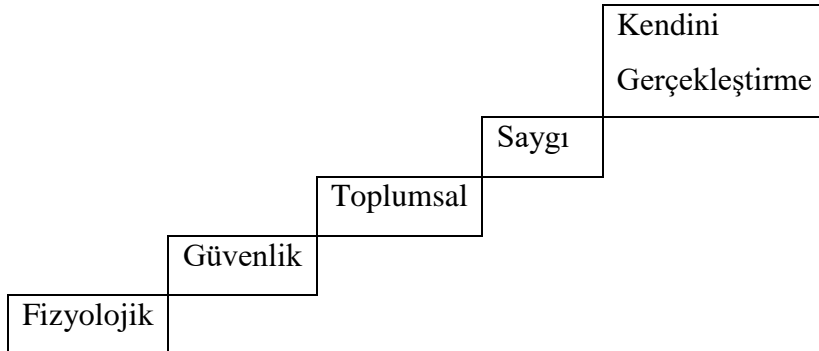 Kendini
Gerçekleştirme
Saygı
Toplumsal
Güvenlik
Fizyolojik